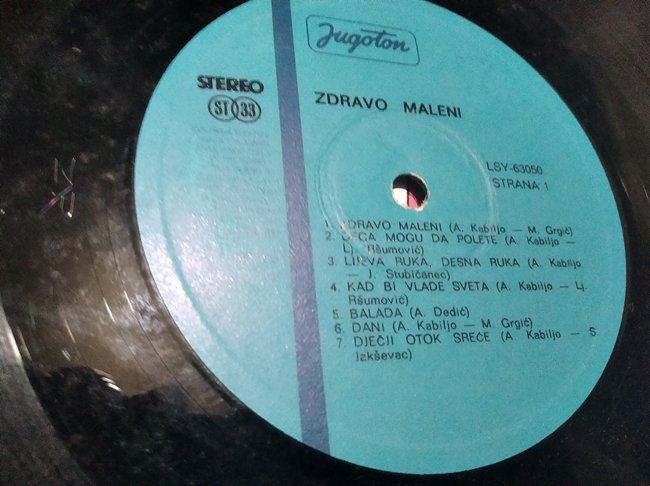 Jugoton
STEREO
ST 33
ZDRAVO MALENI
LSY-63050
STRANA 1
1. ZDRAVO MALENI (A. Kabiljo — M. Grgić)
2. DECA MOGU DA POLETE (A. Kabiljo —
Lj. Ršumović)
3. LIJEVA RUKA, DESNA RUKA (A. Kabiljo
— J. Stubičanec)
4. KAD BI VLADE SVETA (A. Kabiljo — Lj.
Ršumović)
5. BALADA (A. Dedić)
6. DANI (A. Kabiljo — M. Grgić)
7. DJEČJI OTOK SREĆE (A. Kabiljo — S.
Jakševac)